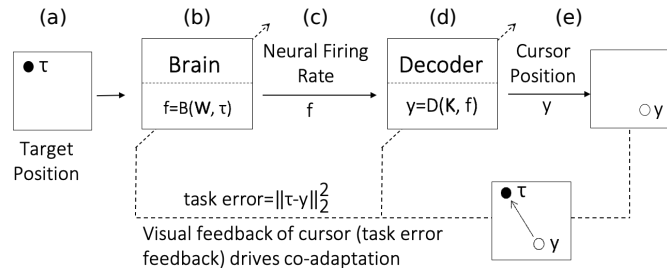 (a)
(b)
(c)
(d)
(e)
τ
Target
Position
Brain
f=B(W, τ)
Neural Firing
Rate
f
Decoder
y=D(K, f)
Cursor
Position
y
y
task error=||τ-y||₂²
τ
y
Visual feedback of cursor (task error
feedback) drives co-adaptation